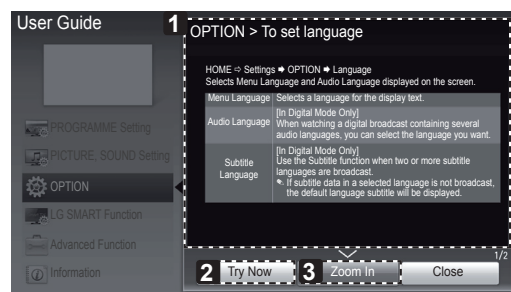 User Guide
1
OPTION > To set language
HOME ⇨ Settings ➡ OPTION ➡ Language
Selects Menu Language and Audio Language displayed on the screen.
Menu Language Selects a language for the display text.
Audio Language [In Digital Mode Only]
When watching a digital broadcast containing several
audio languages, you can select the language you want.
Subtitle
Language
[In Digital Mode Only]
Use the Subtitle function when two or more subtitle
languages are broadcast.
✎ If subtitle data in a selected language is not broadcast,
the default language subtitle will be displayed.
PROGRAMME Setting
PICTURE, SOUND Setting
OPTION
LG SMART Function
Advanced Function
Information
1/2
2 Try Now
3 Zoom In
Close